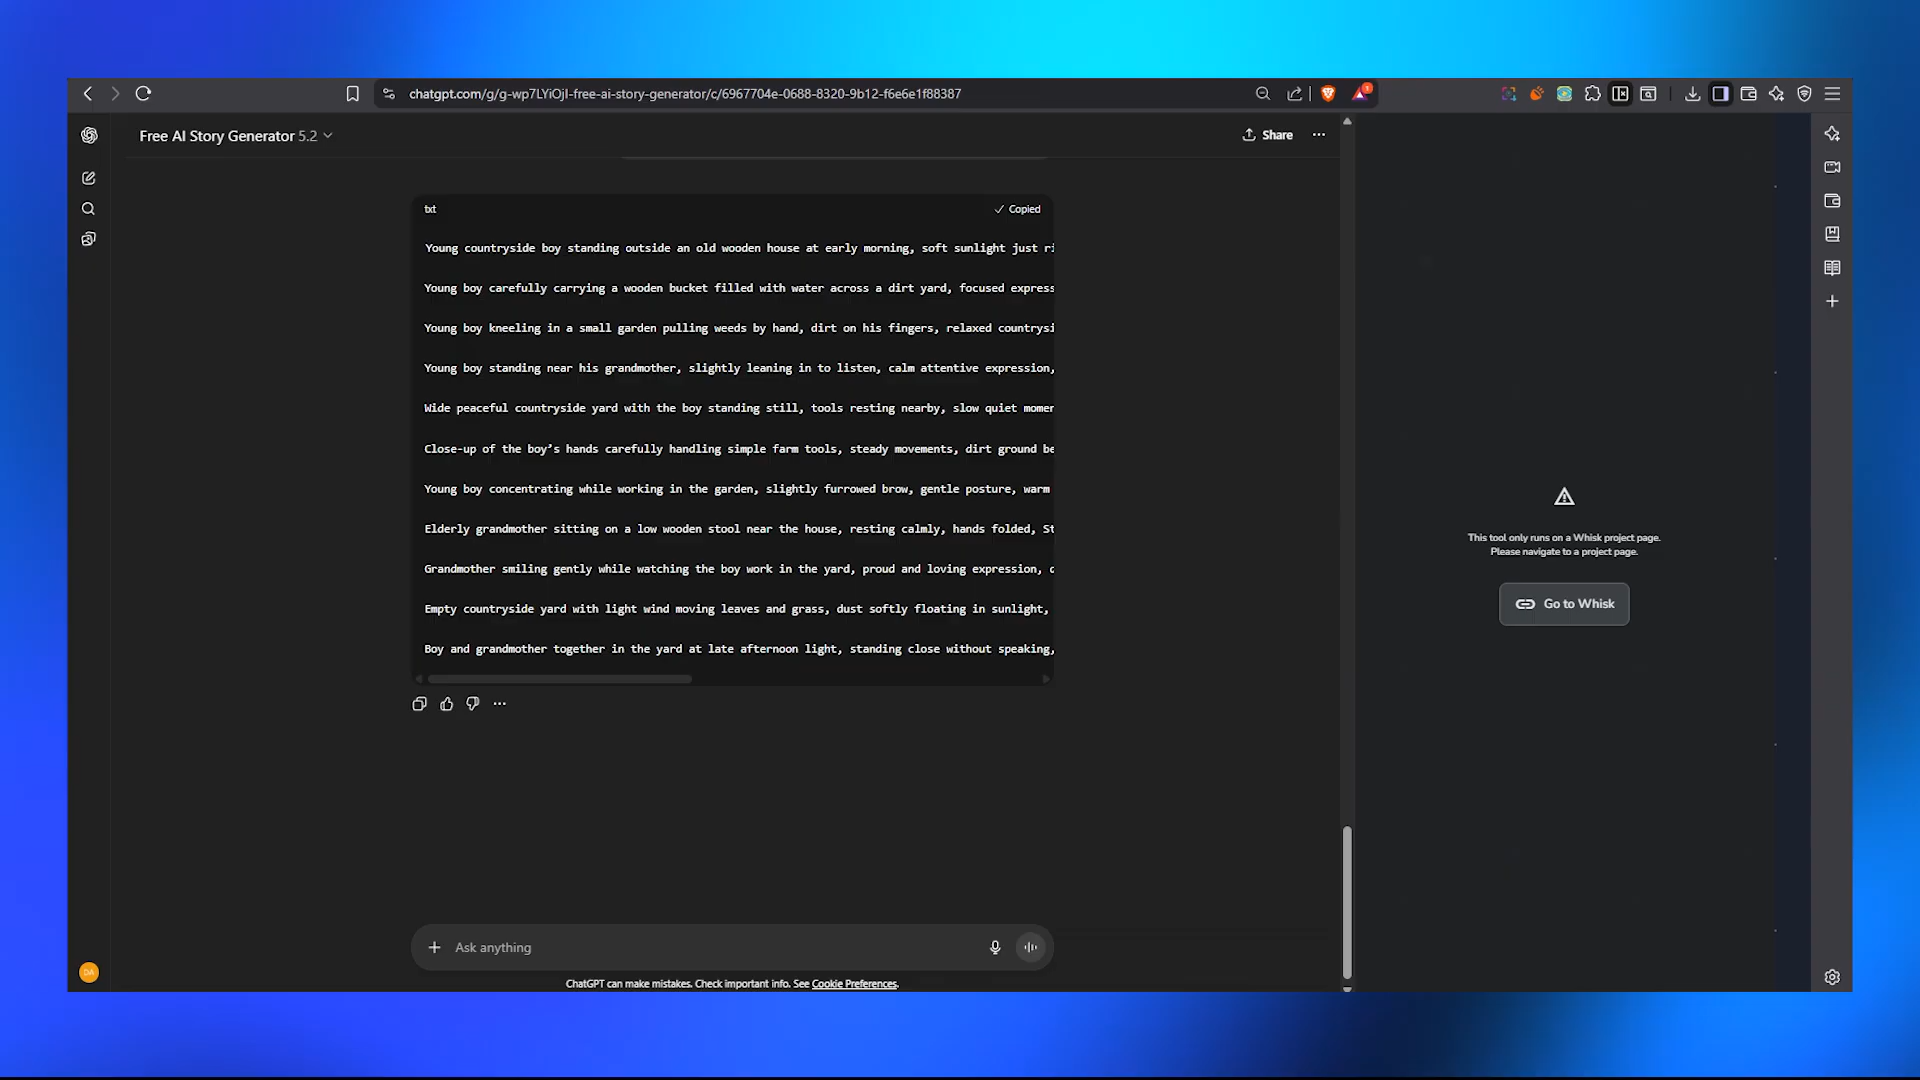 chatgpt.com/g/g-wp7LYiOjI-free-ai-story-generator/c/6967704e-0688-8320-9b12-f6e6e1f88387
Free AI Story Generator 5.2
Share
txt
Copied
Young countryside boy standing outside an old wooden house at early morning, soft sunlight just ri
Young boy carefully carrying a wooden bucket filled with water across a dirt yard, focused express
Young boy kneeling in a small garden pulling weeds by hand, dirt on his fingers, relaxed countrysi
Young boy standing near his grandmother, slightly leaning in to listen, calm attentive expression,
Wide peaceful countryside yard with the boy standing still, tools resting nearby, slow quiet momen
Close-up of the boy’s hands carefully handling simple farm tools, steady movements, dirt ground be
Young boy concentrating while working in the garden, slightly furrowed brow, gentle posture, warm
Elderly grandmother sitting on a low wooden stool near the house, resting calmly, hands folded, St
Grandmother smiling gently while watching the boy work in the yard, proud and loving expression,
Empty countryside yard with light wind moving leaves and grass, dust softly floating in sunlight,
Boy and grandmother together in the yard at late afternoon light, standing close without speaking,
This tool only runs on a Whisk project page.
Please navigate to a project page.
Go to Whisk
Ask anything
DA
ChatGPT can make mistakes. Check important info. See Cookie Preferences.